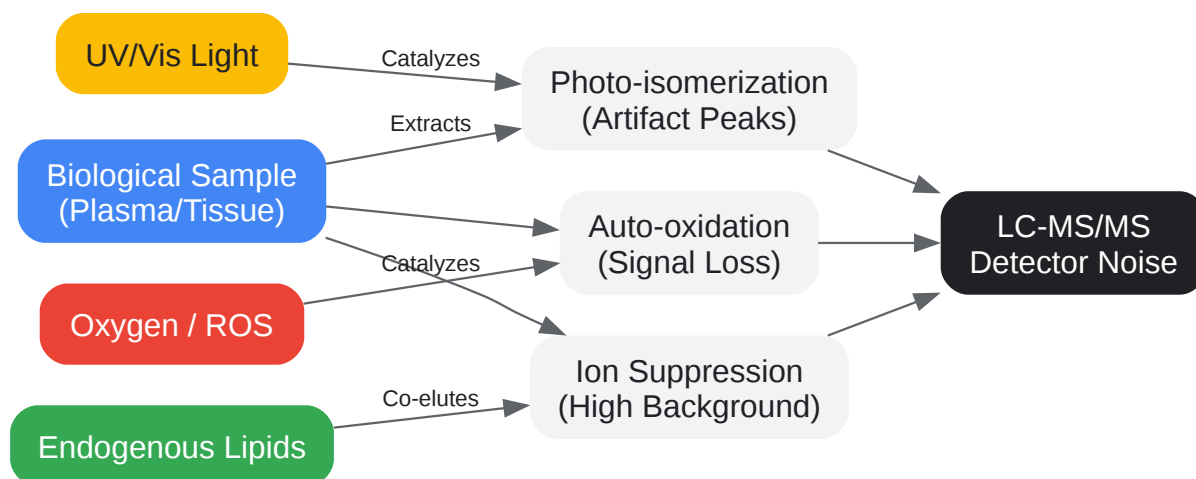 UV/Vis Light
Catalyzes
Photo-isomerization
(Artifact Peaks)
Extracts
Biological Sample
(Plasma/Tissue)
Auto-oxidation
(Signal Loss)
LC-MS/MS
Detector Noise
Catalyzes
Oxygen / ROS
Ion Suppression
(High Background)
Co-elutes
Endogenous Lipids